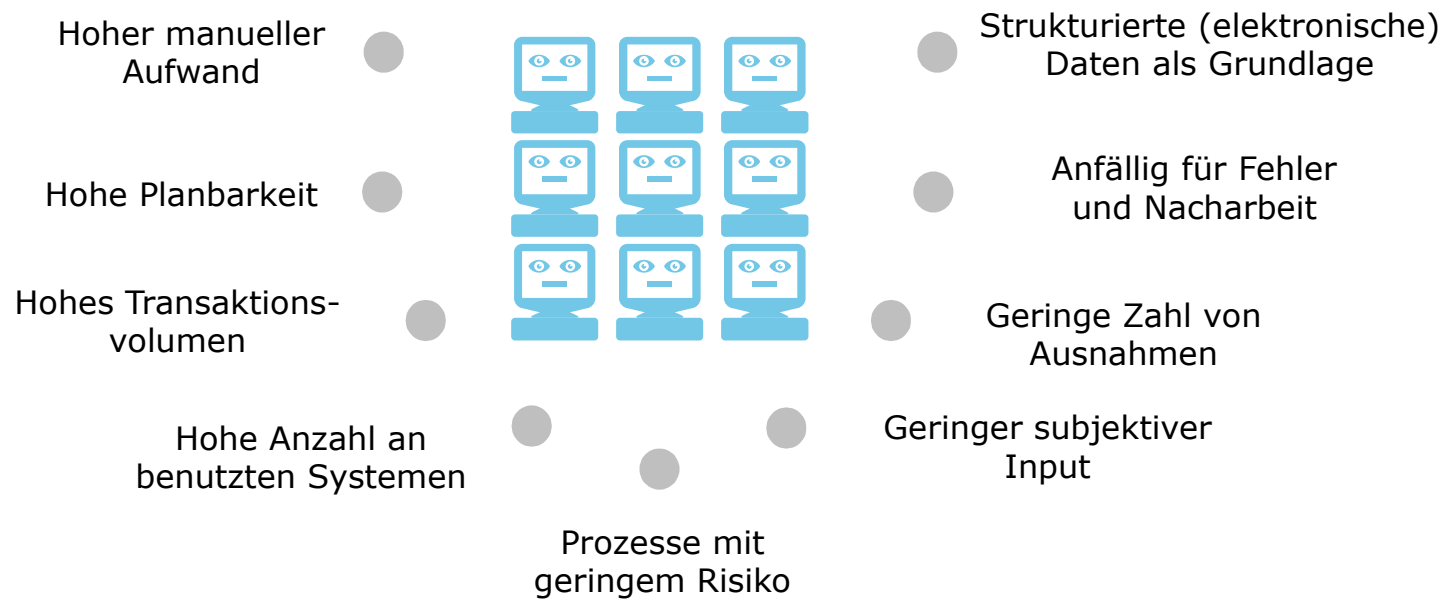 Hoher manueller
Aufwand
Hohe Planbarkeit
Hohes Transaktions-
volumen
Hohe Anzahl an
benutzten Systemen
Prozesse mit
geringem Risiko
Strukturierte (elektronische)
Daten als Grundlage
Anfällig für Fehler
und Nacharbeit
Geringe Zahl von
Ausnahmen
Geringer subjektiver
Input